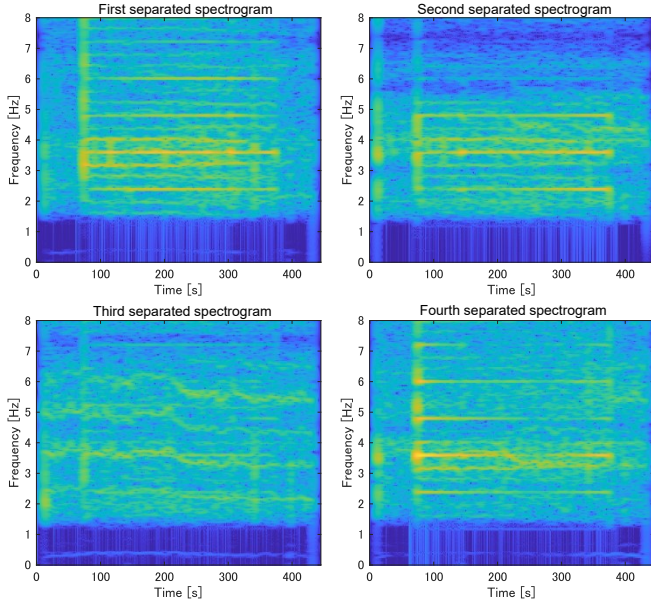 First separated spectrogram
Second separated spectrogram
8
7
6
5
4
3
2
1
0
Frequency [Hz]
0 100 200 300 400
Time [s]
8
7
6
5
4
3
2
1
0
Frequency [Hz]
0 100 200 300 400
Time [s]
Third separated spectrogram
Fourth separated spectrogram
8
7
6
5
4
3
2
1
0
Frequency [Hz]
0 100 200 300 400
Time [s]
8
7
6
5
4
3
2
1
0
Frequency [Hz]
0 100 200 300 400
Time [s]